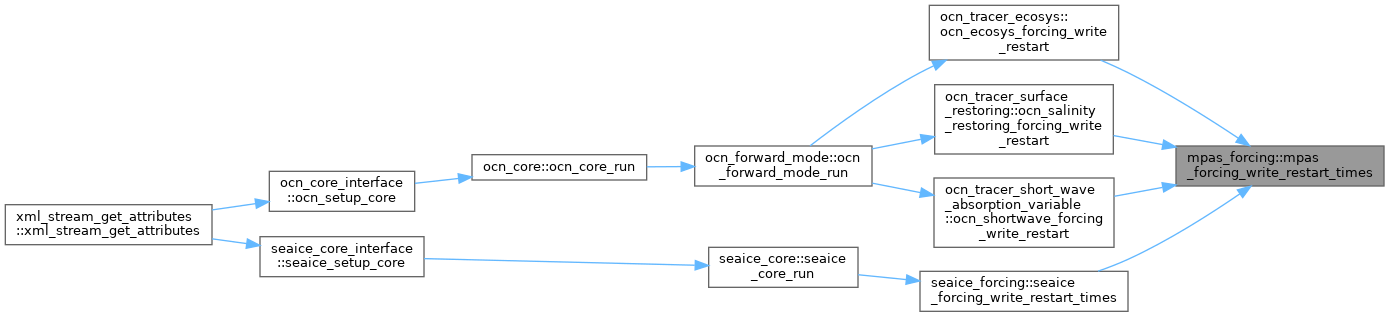 ocn_tracer_ecosys::
ocn_ecosys_forcing_write
_restart
ocn_tracer_surface
_restoring::ocn_salinity
_restoring_forcing_write
_restart
mpas_forcing::mpas
_forcing_write_restart_times
ocn_forward_mode::ocn
_forward_mode_run
ocn_core::ocn_core_run
ocn_core_interface
::ocn_setup_core
ocn_tracer_short_wave
_absorption_variable
::ocn_shortwave_forcing
_write_restart
xml_stream_get_attributes
::xml_stream_get_attributes
seaice_core_interface
::seaice_setup_core
seaice_core::seaice
_core_run
seaice_forcing::seaice
_forcing_write_restart_times